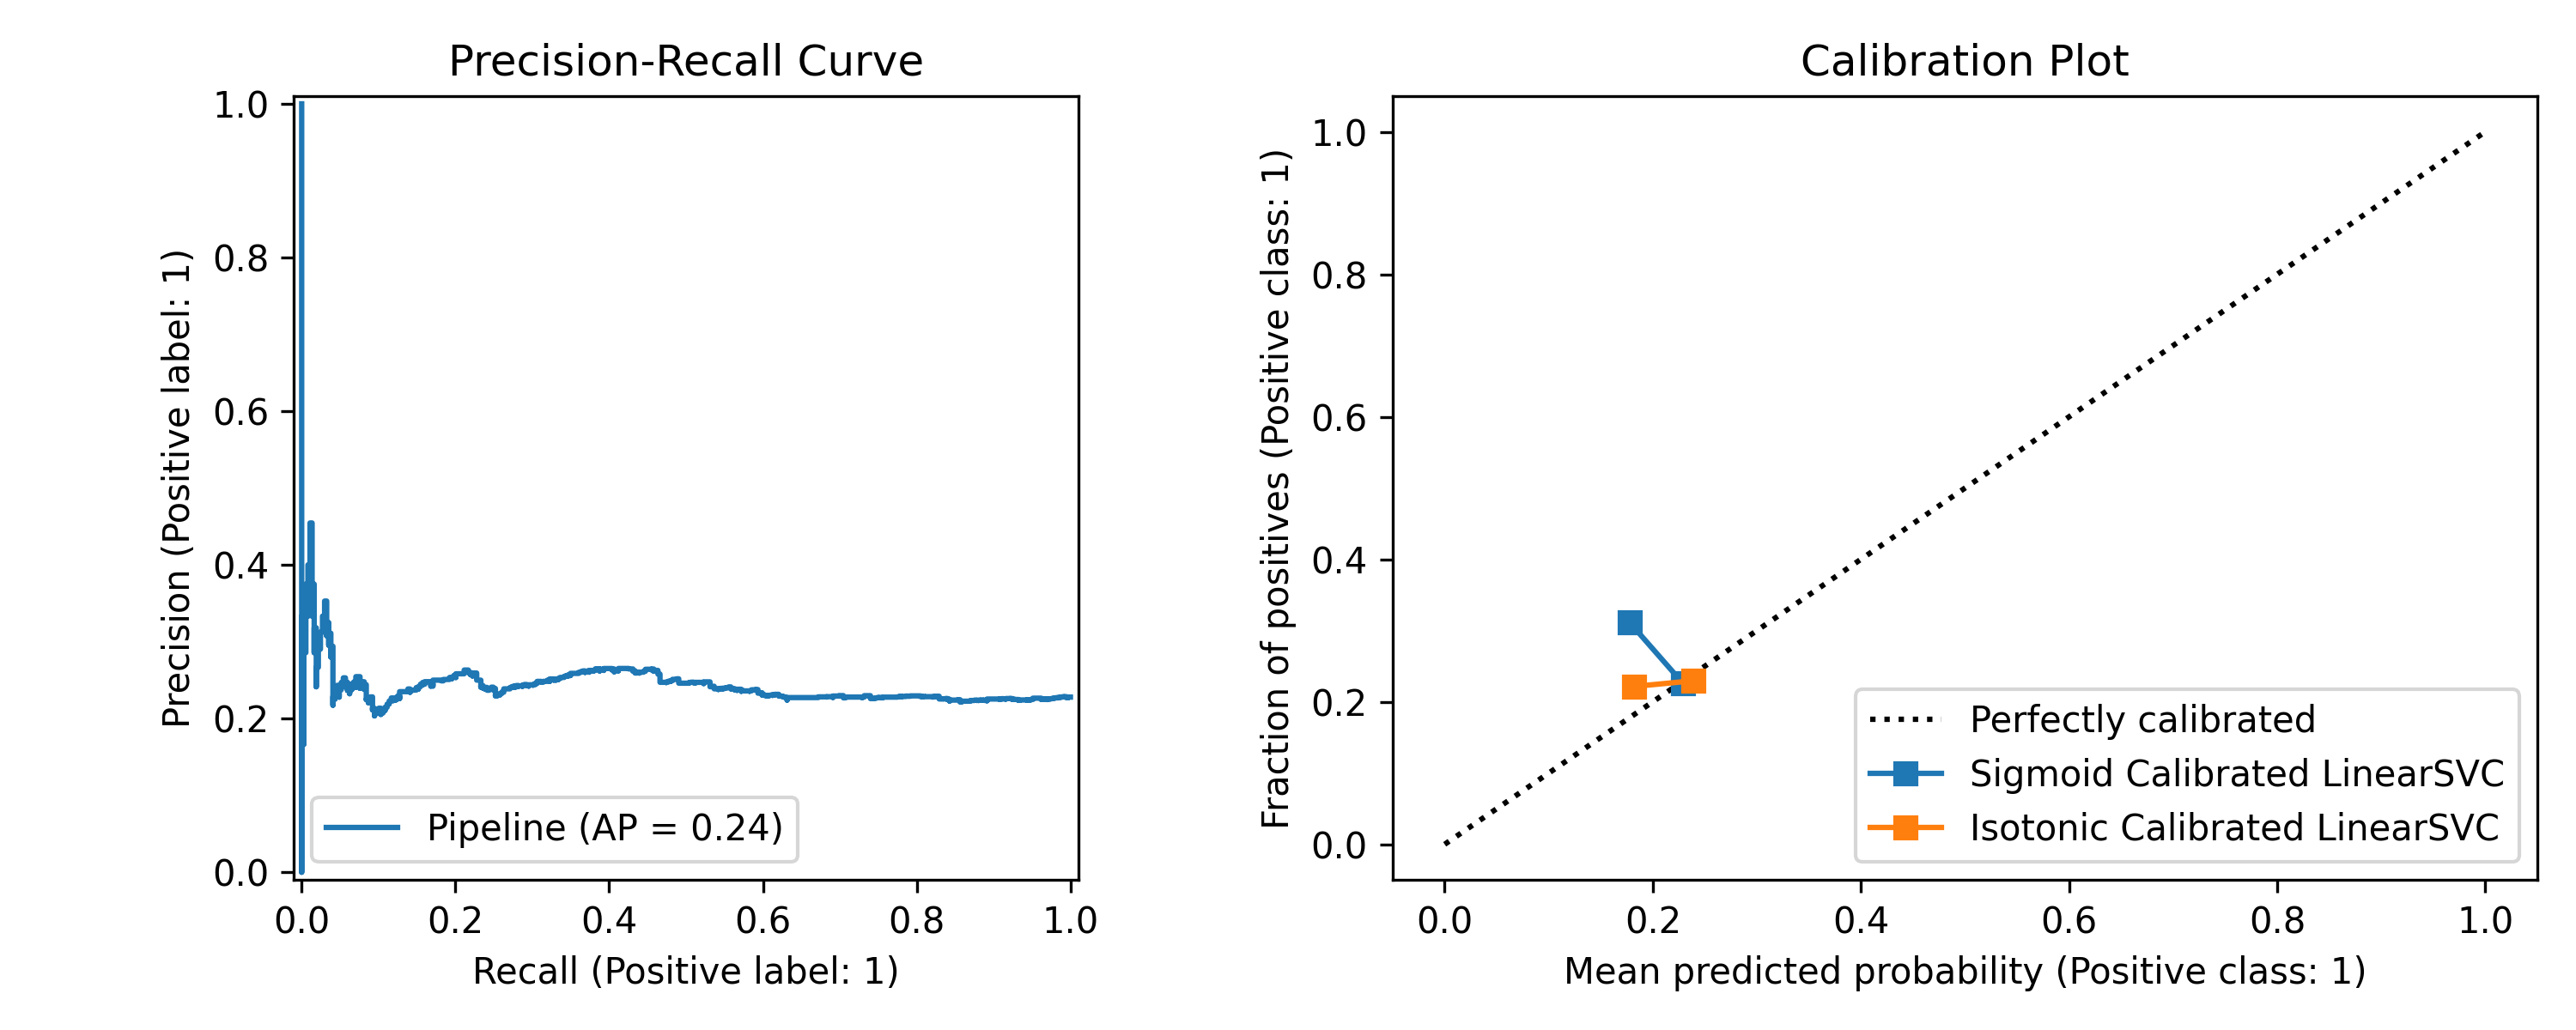 Precision-Recall Curve
1.0
0.8
0.6
0.4
0.2
0.0
Precision (Positive label: 1)
Pipeline (AP = 0.24)
0.0 0.2 0.4 0.6 0.8 1.0
Recall (Positive label: 1)
Calibration Plot
1.0
0.8
0.6
0.4
0.2
0.0
Fraction of positives (Positive class: 1)
Perfectly calibrated
Sigmoid Calibrated LinearSVC
Isotonic Calibrated LinearSVC
0.0 0.2 0.4 0.6 0.8 1.0
Mean predicted probability (Positive class: 1)